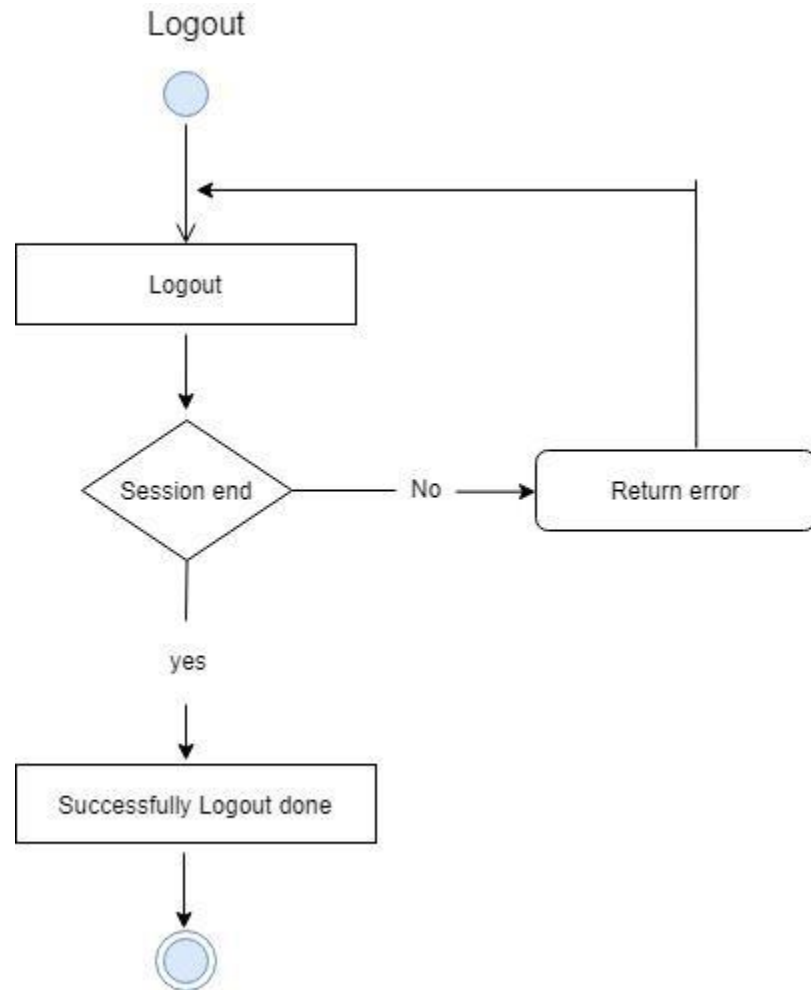 Logout
Logout
Session end
No
Return error
yes
Successfully Logout done